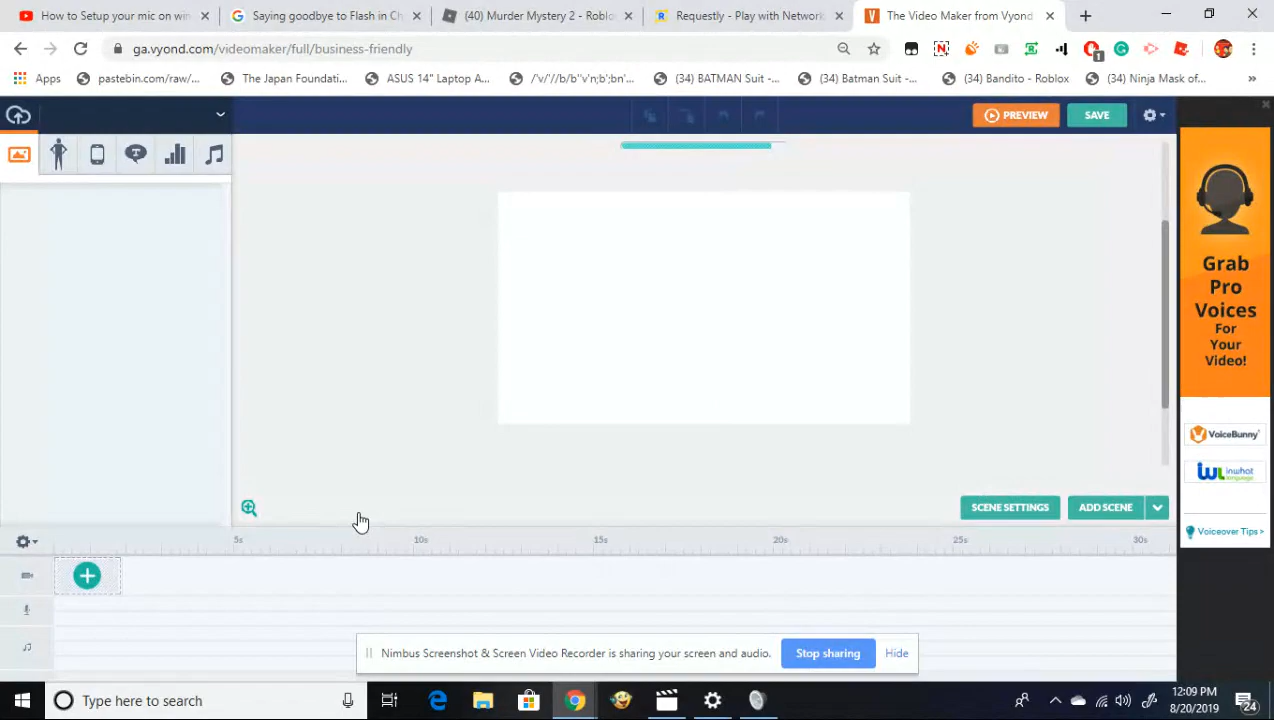 How to Setup your mic on win
Saying goodbye to Flash in Ch
(40) Murder Mystery 2 - Roblo
Requestly - Play with Network
The Video Maker from Vyond
ga.vyond.com/videomaker/full/business-friendly
1
Apps
pastebin.com/raw/...
The Japan Foundati...
ASUS 14" Laptop A...
/'v'//b/b"v'n;b';bn'...
(34) BATMAN Suit -...
(34) Batman Suit -...
(34) Bandito - Roblox
(34) Ninja Mask of...
»
PREVIEW
SAVE
T
Grab
Pro
Voices
For
Your
Video!
VoiceBunny
inwhat
language
Voiceover Tips >
SCENE SETTINGS
ADD SCENE
5s
10s
15s
20s
25s
30s
Nimbus Screenshot & Screen Video Recorder is sharing your screen and audio.
Stop sharing
Hide
Type here to search
12:09 PM
8/20/2019
24